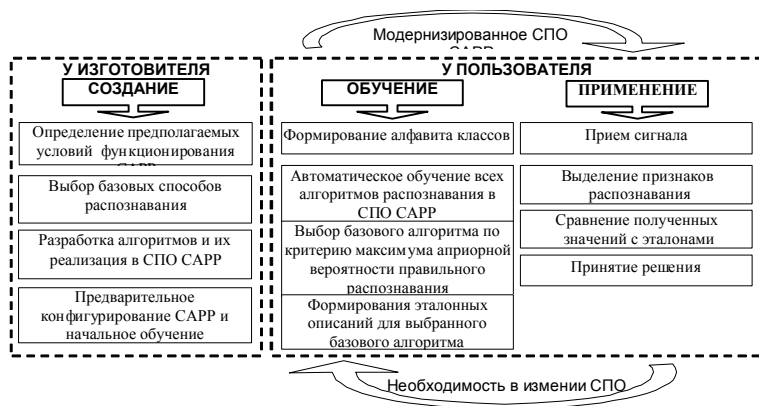 Модернизированное СПО
САРР
У ИЗГОТОВИТЕЛЯ
СОЗДАНИЕ
Определение предполагаемых
условий функционирования
САРР
Выбор базовых способов
распознавания
Разработка алгоритмов и их
реализация в СПО САРР
Предварительное
конфигурирование САРР и
начальное обучение
У ПОЛЬЗОВАТЕЛЯ
ОБУЧЕНИЕ
Формирование алфавита классов
Автоматическое обучение всех
алгоритмов распознавания в
СПО САРР
Выбор базового алгоритма по
критерию максимума априорной
вероятности правильного
распознавания
Формирования эталонных
описаний для выбранного
базового алгоритма
ПРИМЕНЕНИЕ
Прием сигнала
Выделение признаков
распознавания
Сравнение полученных
значений с эталонами
Принятие решения
Необходимость в измении СПО